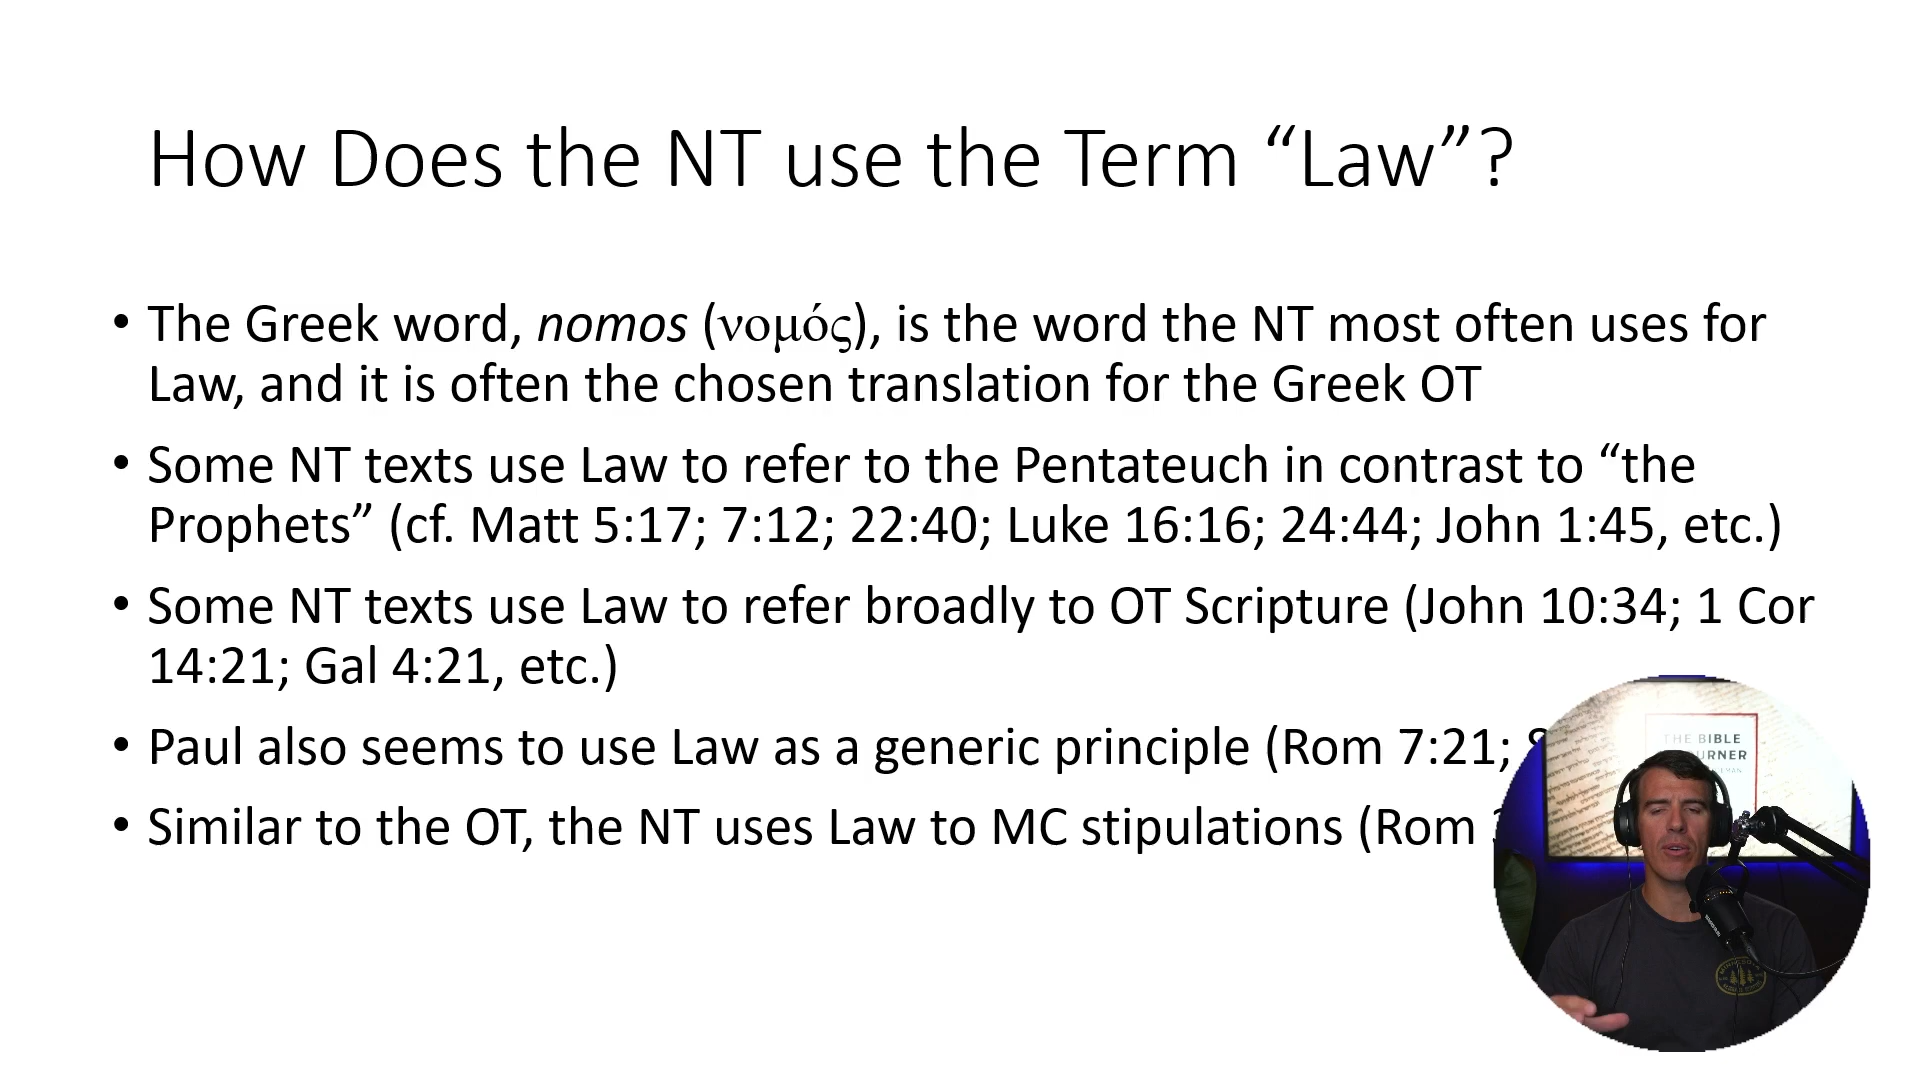 How Does the NT use the Term “Law”?
• The Greek word, nomos (νομός), is the word the NT most often uses for
Law, and it is often the chosen translation for the Greek OT
• Some NT texts use Law to refer to the Pentateuch in contrast to “the
Prophets” (cf. Matt 5:17; 7:12; 22:40; Luke 16:16; 24:44; John 1:45, etc.)
• Some NT texts use Law to refer broadly to OT Scripture (John 10:34; 1 Cor
14:21; Gal 4:21, etc.)
• Paul also seems to use Law as a generic principle (Rom 7:21;
• Similar to the OT, the NT uses Law to MC stipulations (Rom
THE BIBLE